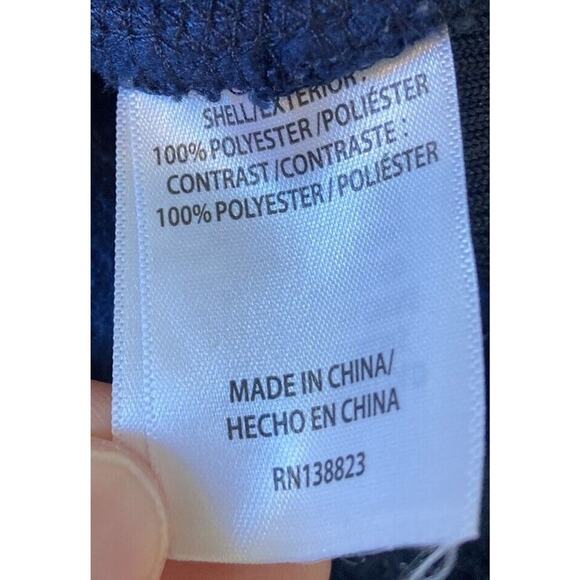 SHELL/EXTERIOR :
100% POLYESTER /POLIÉSTER
CONTRAST /CONTRASTE :
100% POLYESTER / POLIÉSTER
MADE IN CHINA/
HECHO EN CHINA
RN138823